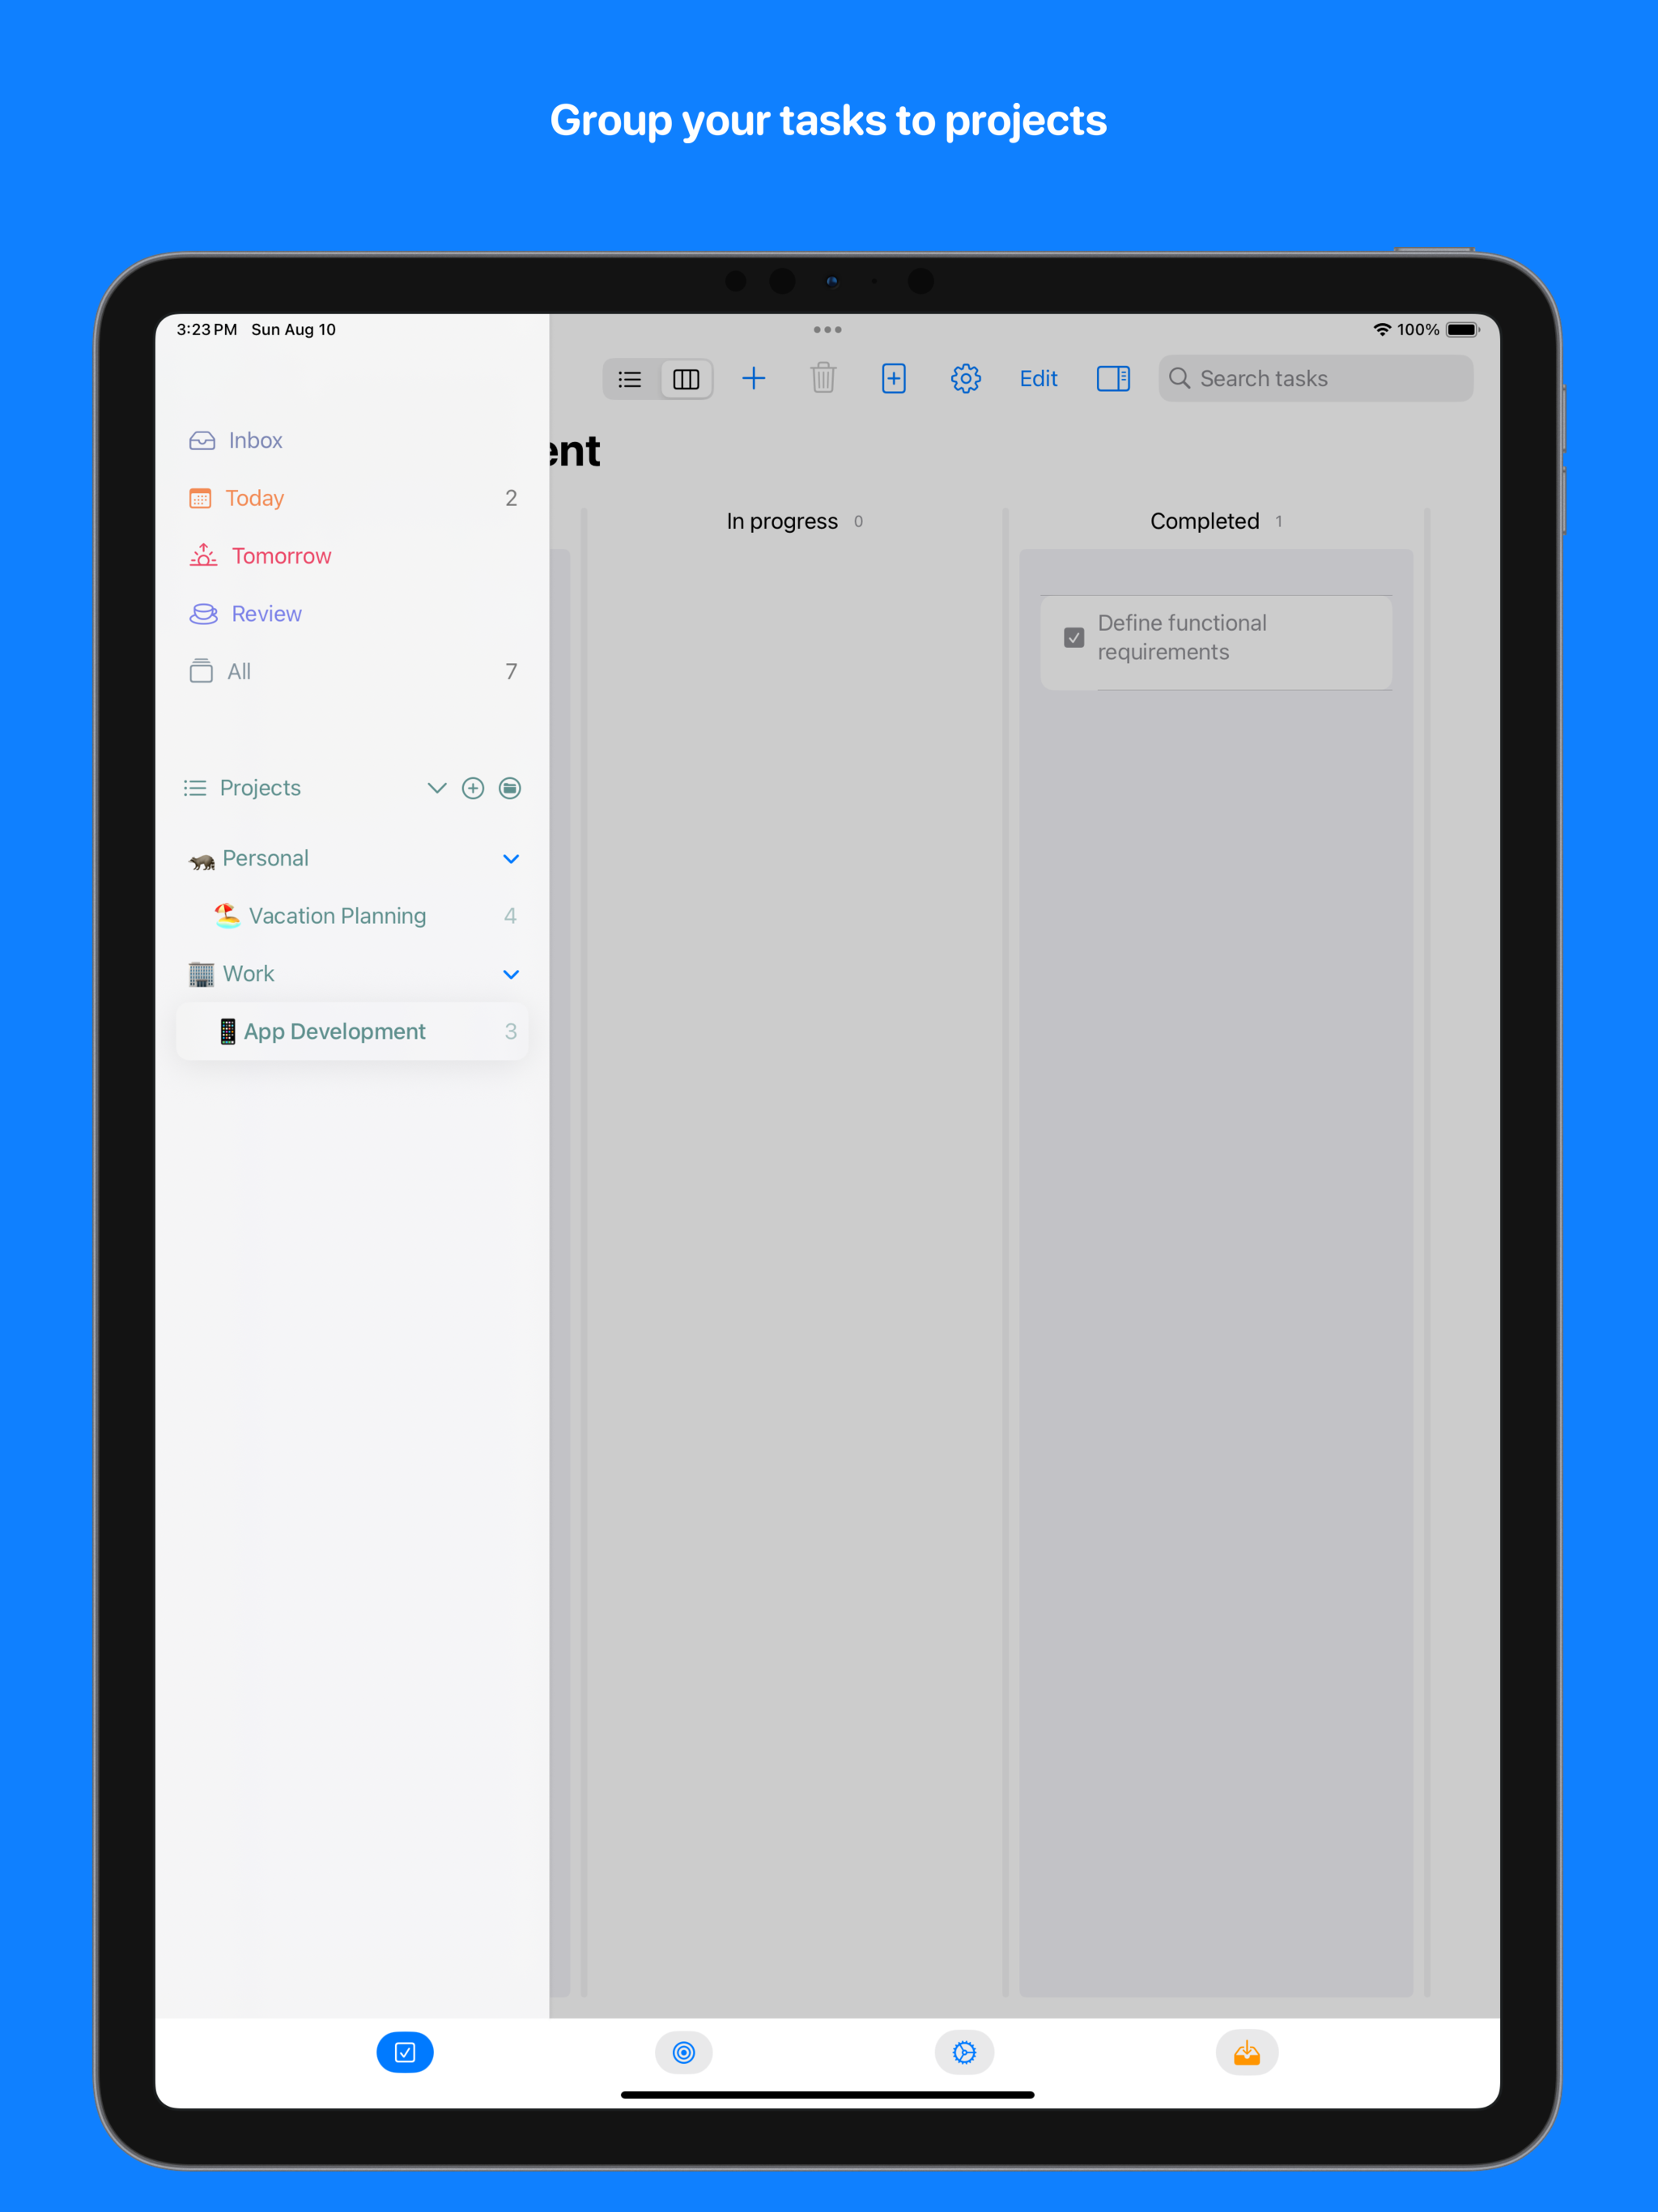 Group your tasks to projects
3:23 PM Sun Aug 10
100%
Edit
Search tasks
ent
Inbox
Today 2
Tomorrow
Review
All 7
Projects
Personal
Vacation Planning 4
Work
App Development 3
In progress 0
Completed 1
Define functional
requirements